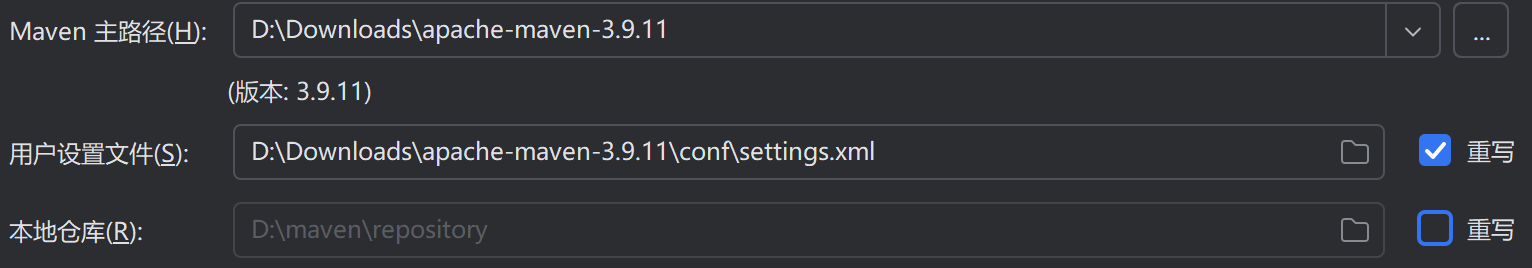 Maven 主路径(H): D:\Downloads\apache-maven-3.9.11 ...
(版本: 3.9.11)
用户设置文件(S): D:\Downloads\apache-maven-3.9.11\conf\settings.xml 重写
本地仓库(R): D:\maven\repository 重写